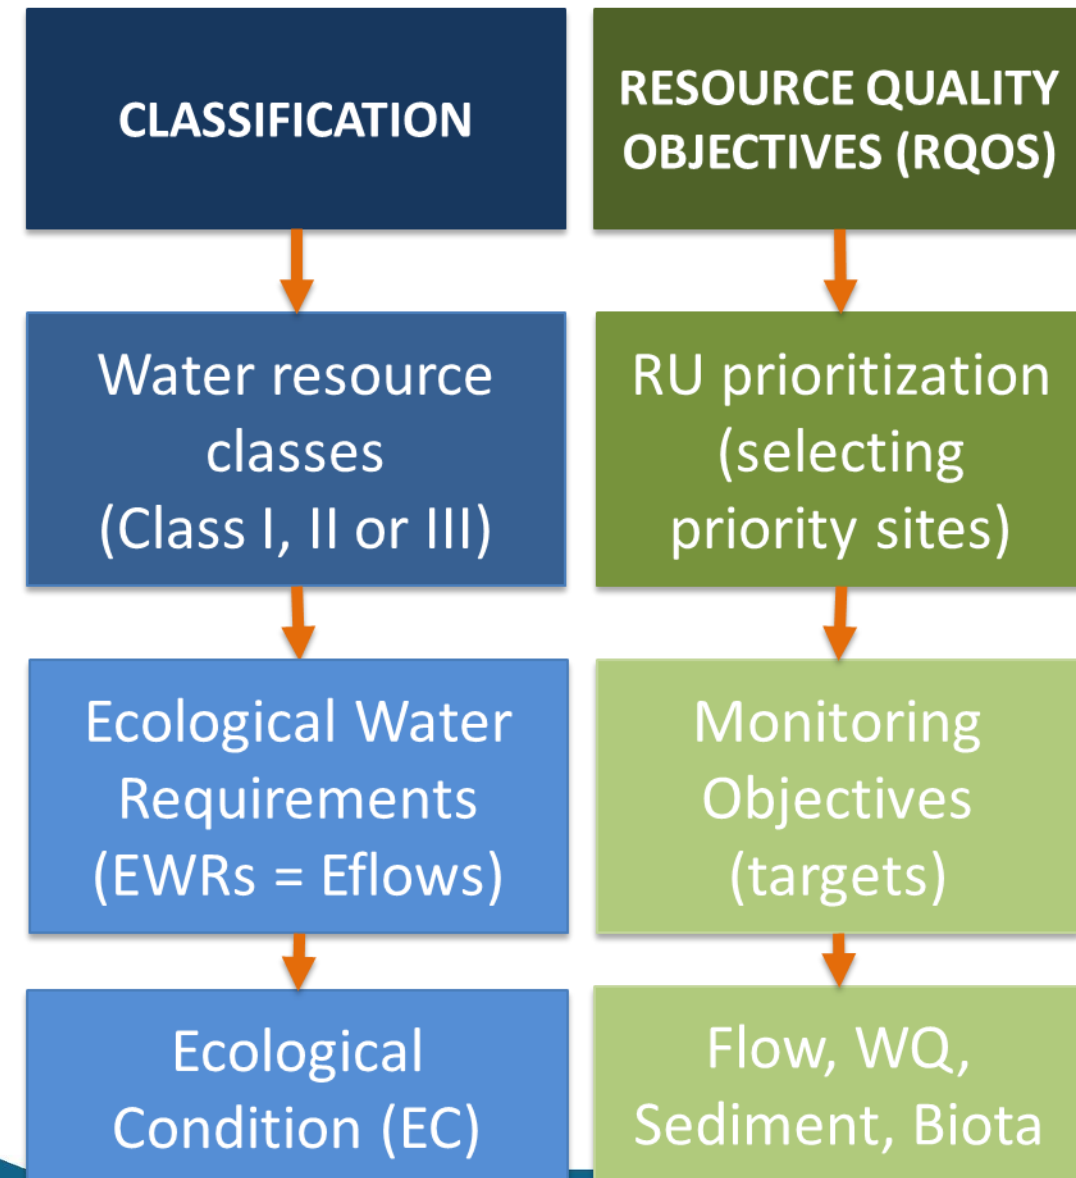 CLASSIFICATION
Water resource
classes
(Class I, II or III)
Ecological Water
Requirements
(EWRs = Eflows)
Ecological
Condition (EC)
RESOURCE QUALITY
OBJECTIVES (RQOS)
RU prioritization
(selecting
priority sites)
Monitoring
Objectives
(targets)
Flow, WQ,
Sediment, Biota